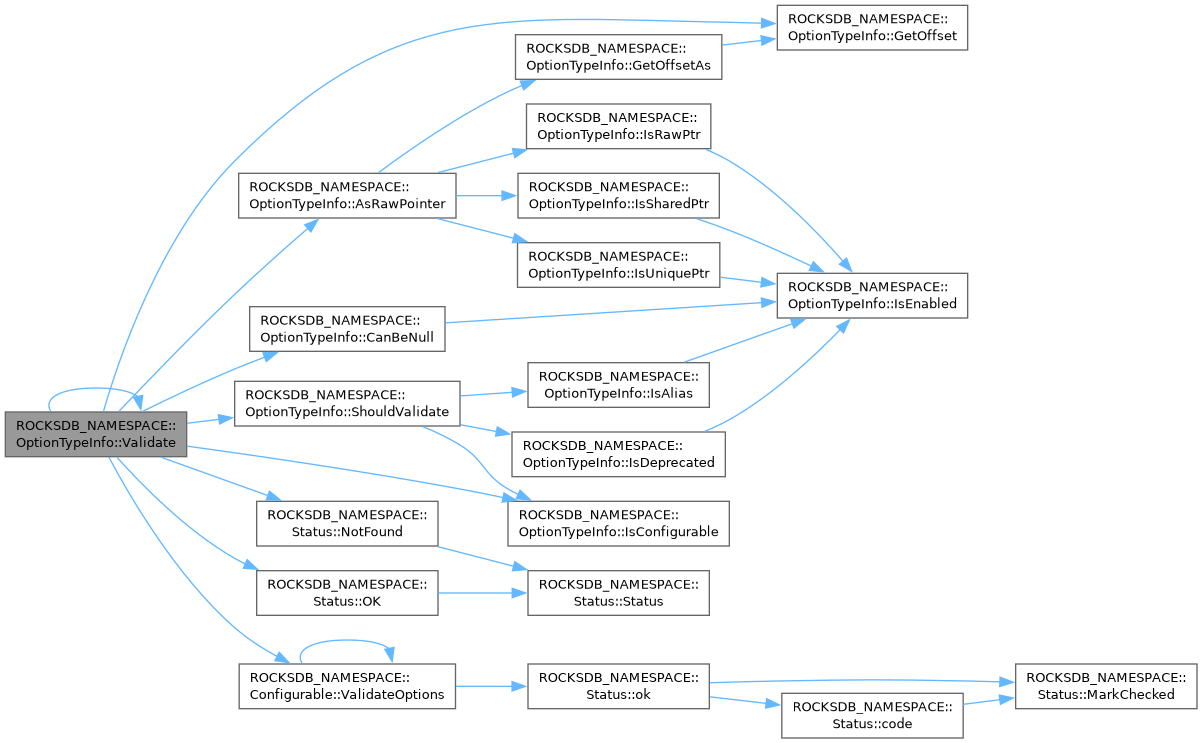 ROCKSDB_NAMESPACE::
OptionTypeInfo::Validate
ROCKSDB_NAMESPACE::
OptionTypeInfo::GetOffset
ROCKSDB_NAMESPACE::
OptionTypeInfo::GetOffsetAs
ROCKSDB_NAMESPACE::
OptionTypeInfo::IsRawPtr
ROCKSDB_NAMESPACE::
OptionTypeInfo::AsRawPointer
ROCKSDB_NAMESPACE::
OptionTypeInfo::IsSharedPtr
ROCKSDB_NAMESPACE::
OptionTypeInfo::IsUniquePtr
ROCKSDB_NAMESPACE::
OptionTypeInfo::IsEnabled
ROCKSDB_NAMESPACE::
OptionTypeInfo::CanBeNull
ROCKSDB_NAMESPACE::
OptionTypeInfo::ShouldValidate
ROCKSDB_NAMESPACE::
OptionTypeInfo::IsAlias
ROCKSDB_NAMESPACE::
OptionTypeInfo::IsDeprecated
ROCKSDB_NAMESPACE::
OptionTypeInfo::IsConfigurable
ROCKSDB_NAMESPACE::
Status::NotFound
ROCKSDB_NAMESPACE::
Status::OK
ROCKSDB_NAMESPACE::
Status::Status
ROCKSDB_NAMESPACE::
Configurable::ValidateOptions
ROCKSDB_NAMESPACE::
Status::ok
ROCKSDB_NAMESPACE::
Status::code
ROCKSDB_NAMESPACE::
Status::MarkChecked